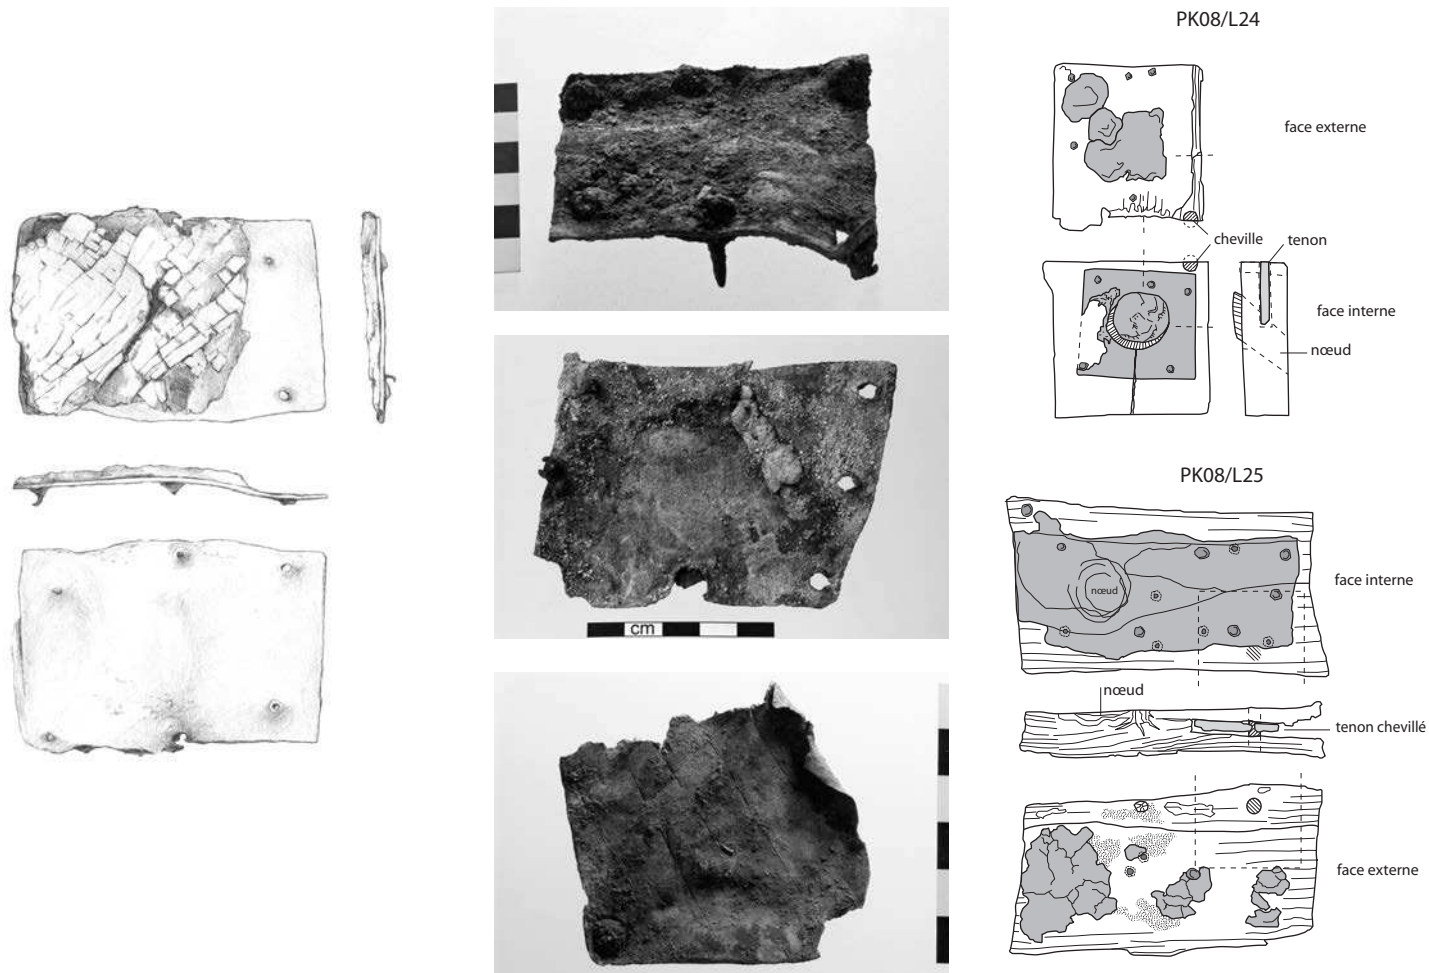 PK08/L24
face externe
cheville
tenon
face interne
nœud
cm
PK08/L25
nœud
face interne
nœud
tenon chevillé
face externe